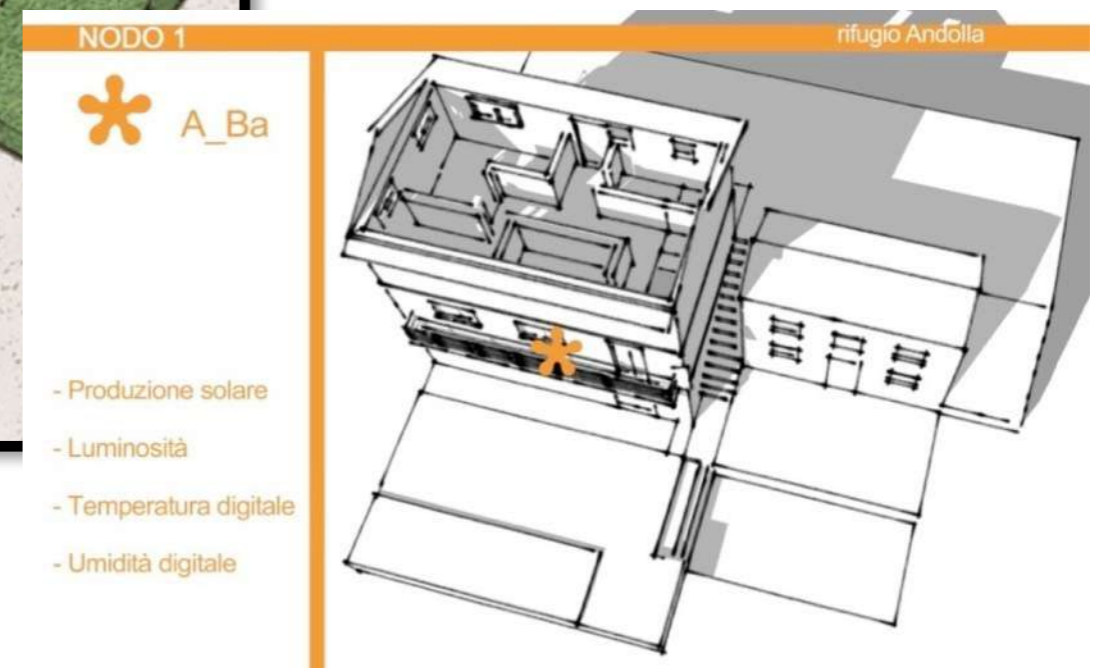 NODO 1
rifugio Andolla
A_Ba
- Produzione solare
- Luminosità
- Temperatura digitale
- Umidità digitale